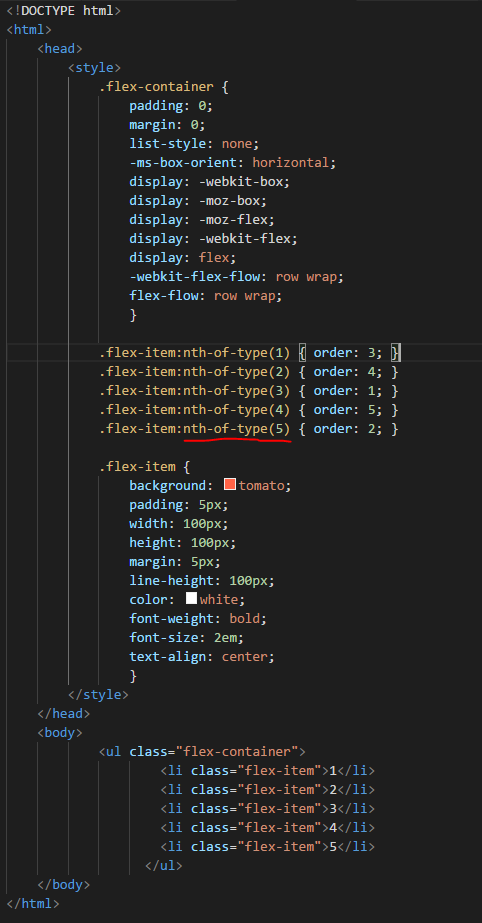 <!DOCTYPE html>
<html>
<head>
<style>
.flex-container {
padding: 0;
margin: 0;
list-style: none;
-ms-box-orient: horizontal;
display: -webkit-box;
display: -moz-box;
display: -moz-flex;
display: -webkit-flex;
display: flex;
-webkit-flex-flow: row wrap;
flex-flow: row wrap;
}
.flex-item:nth-of-type(1) { order: 3; }
.flex-item:nth-of-type(2) { order: 4; }
.flex-item:nth-of-type(3) { order: 1; }
.flex-item:nth-of-type(4) { order: 5; }
.flex-item:nth-of-type(5) { order: 2; }
.flex-item {
background: tomato;
padding: 5px;
width: 100px;
height: 100px;
margin: 5px;
line-height: 100px;
color: white;
font-weight: bold;
font-size: 2em;
text-align: center;
}
</style>
</head>
<body>
<ul class="flex-container">
<li class="flex-item">1</li>
<li class="flex-item">2</li>
<li class="flex-item">3</li>
<li class="flex-item">4</li>
<li class="flex-item">5</li>
</ul>
</body>
</html>